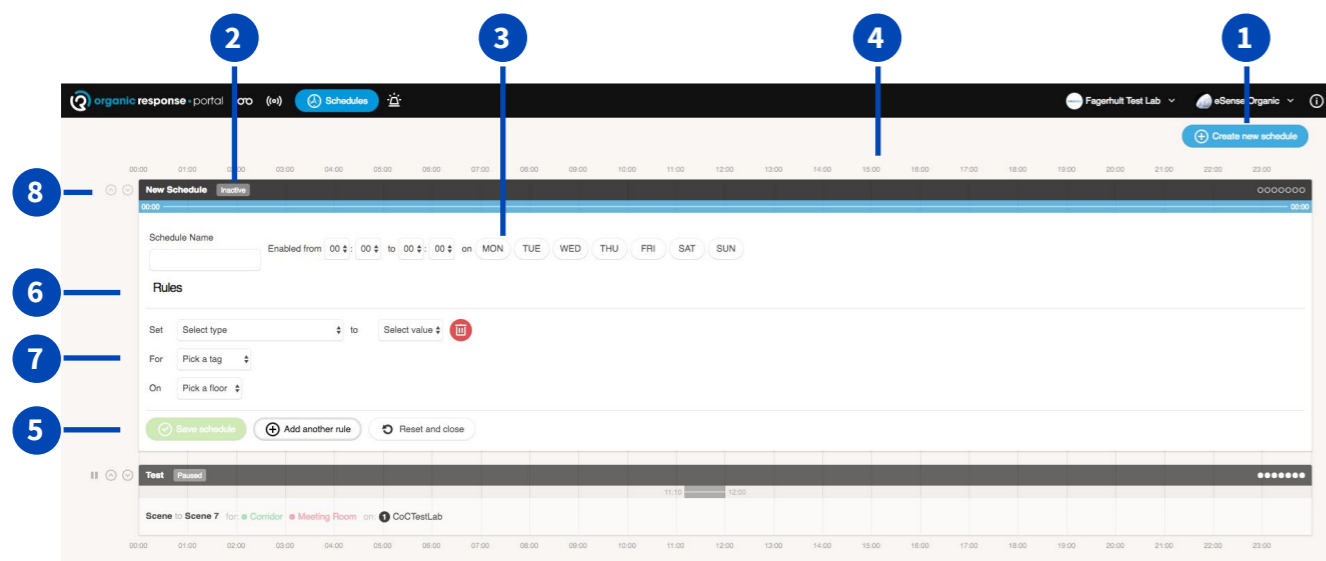 2 3 4 1
organic response • portal Schedules Fagerhult Test Lab eSense Organic
Create new schedule
00:00 01:00 02:00 03:00 04:00 05:00 06:00 07:00 08:00 09:00 10:00 11:00 12:00 13:00 14:00 15:00 16:00 17:00 18:00 19:00 20:00 21:00 22:00 23:00
8 New Schedule Inactive
00:00 00:00
Schedule Name
Enabled from 00 : 00 to 00 : 00 on MON TUE WED THU FRI SAT SUN
6 Rules
Set Select type to Select value
7 For Pick a tag
On Pick a floor
5 Save schedule Add another rule Reset and close
Test Paused
11:10 12:00
Scene to Scene 7 for: Corridor Meeting Room on: 1 CoCTestLab
00:00 01:00 02:00 03:00 04:00 05:00 06:00 07:00 08:00 09:00 10:00 11:00 12:00 13:00 14:00 15:00 16:00 17:00 18:00 19:00 20:00 21:00 22:00 23:00